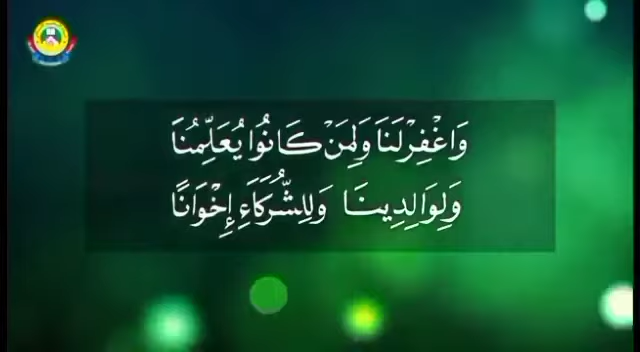 وَاغْفِرْ لَنَا وَلِمَنْ كَانُوا يُعَلِّمُنَا
وَلِوَالِدِينَا وَلِلشُّرَكَاءِ إِخْوَانًا